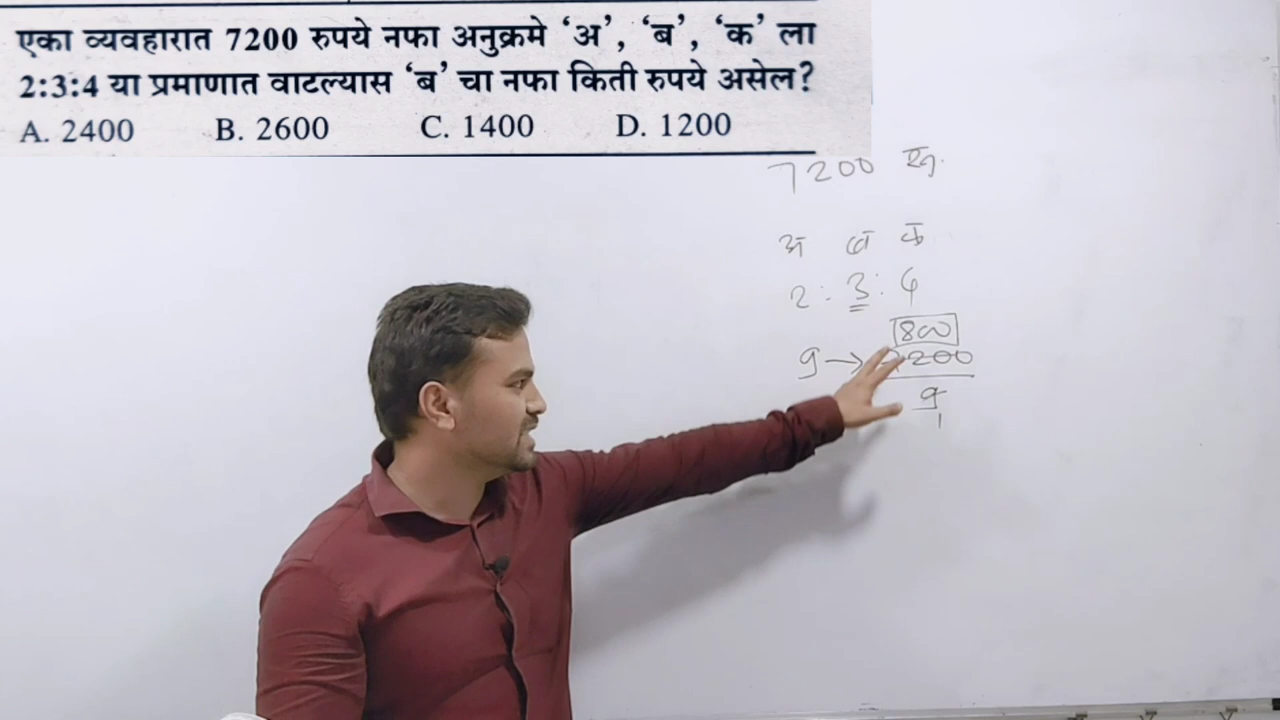 एका व्यवहारात 7200 रुपये नफा अनुक्रमे ‘अ’, ‘ब’, ‘क’ ला
2:3:4 या प्रमाणात वाटल्यास ‘ब’ चा नफा किती रुपये असेल?
A. 2400 B. 2600 C. 1400 D. 1200
7200 रु.
अ ब क
2 : 3 : 4
800
9 → 7200
9
1